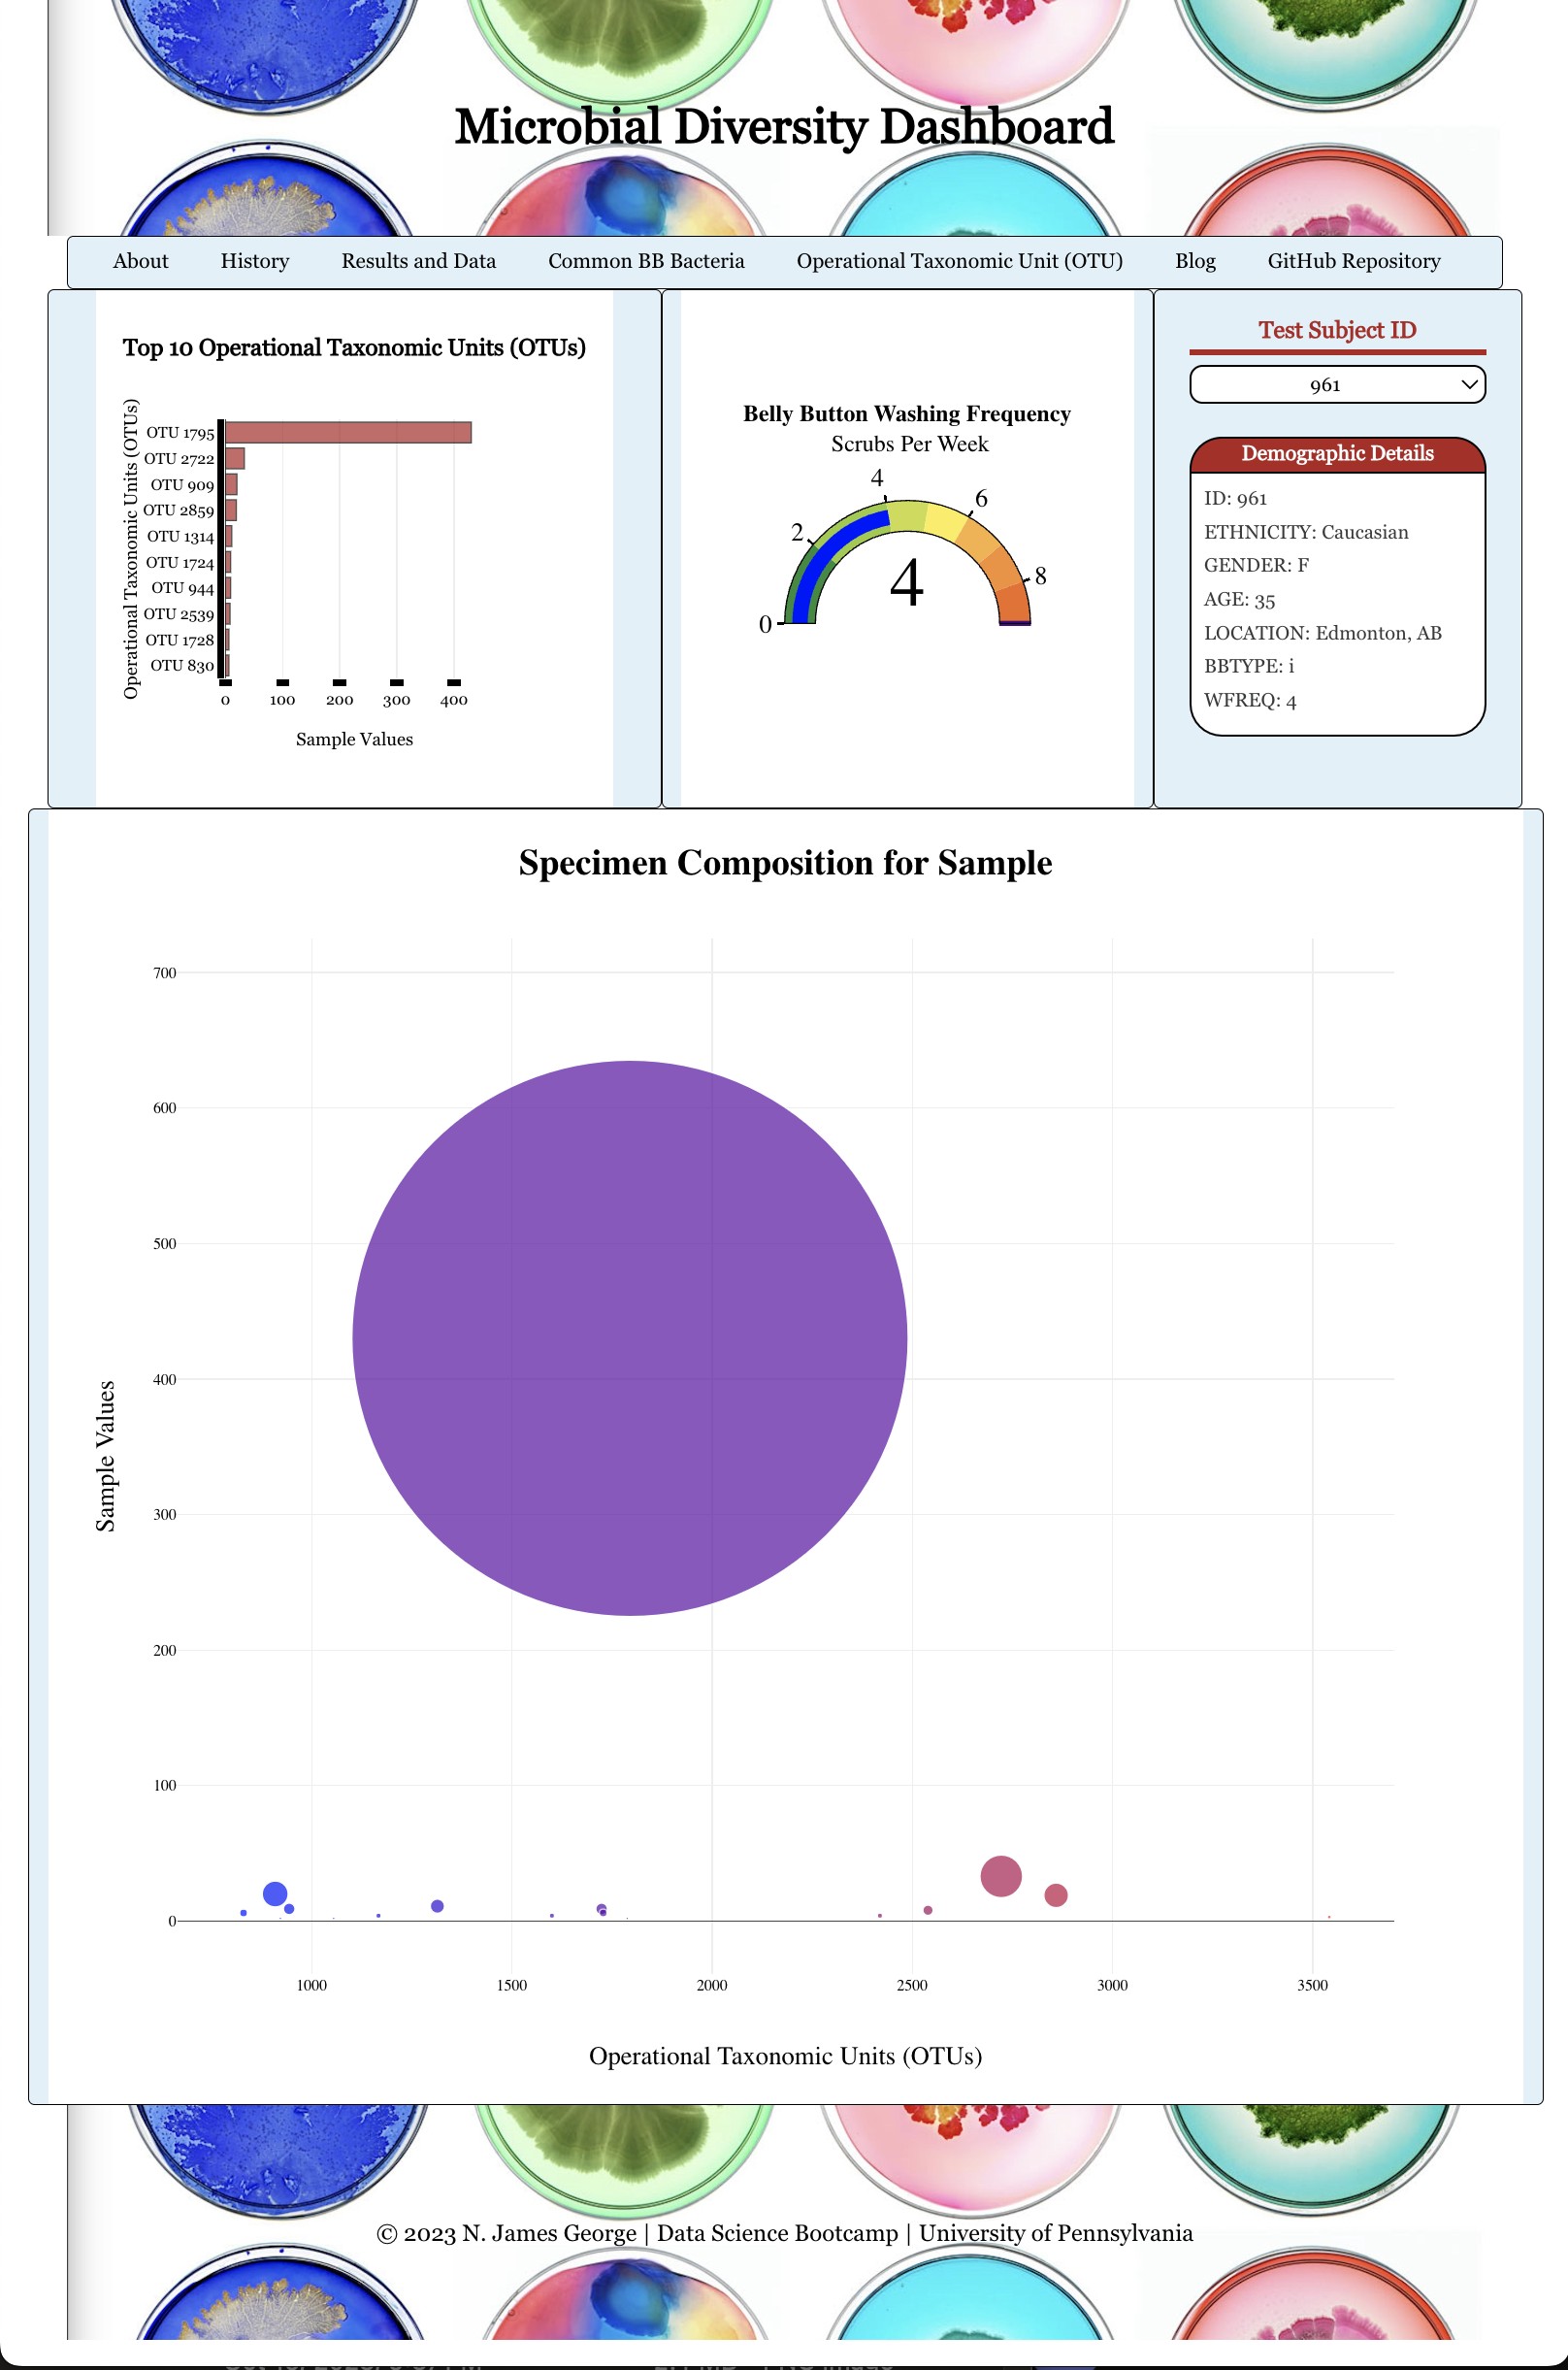 Microbial Diversity Dashboard
About History Results and Data Common BB Bacteria Operational Taxonomic Unit (OTU) Blog GitHub Repository
Top 10 Operational Taxonomic Units (OTUs)
Operational Taxonomic Units (OTUs)
OTU 1795
OTU 2722
OTU 909
OTU 2859
OTU 1314
OTU 1724
OTU 944
OTU 2539
OTU 1728
OTU 830
0 100 200 300 400
Sample Values
Belly Button Washing Frequency
Scrubs Per Week
0
2
4
6
8
4
Test Subject ID
961
Demographic Details
ID: 961
ETHNICITY: Caucasian
GENDER: F
AGE: 35
LOCATION: Edmonton, AB
BBTYPE: i
WFREQ: 4
Specimen Composition for Sample
Sample Values
700
600
500
400
300
200
100
0
1000 1500 2000 2500 3000 3500
Operational Taxonomic Units (OTUs)
© 2023 N. James George | Data Science Bootcamp | University of Pennsylvania